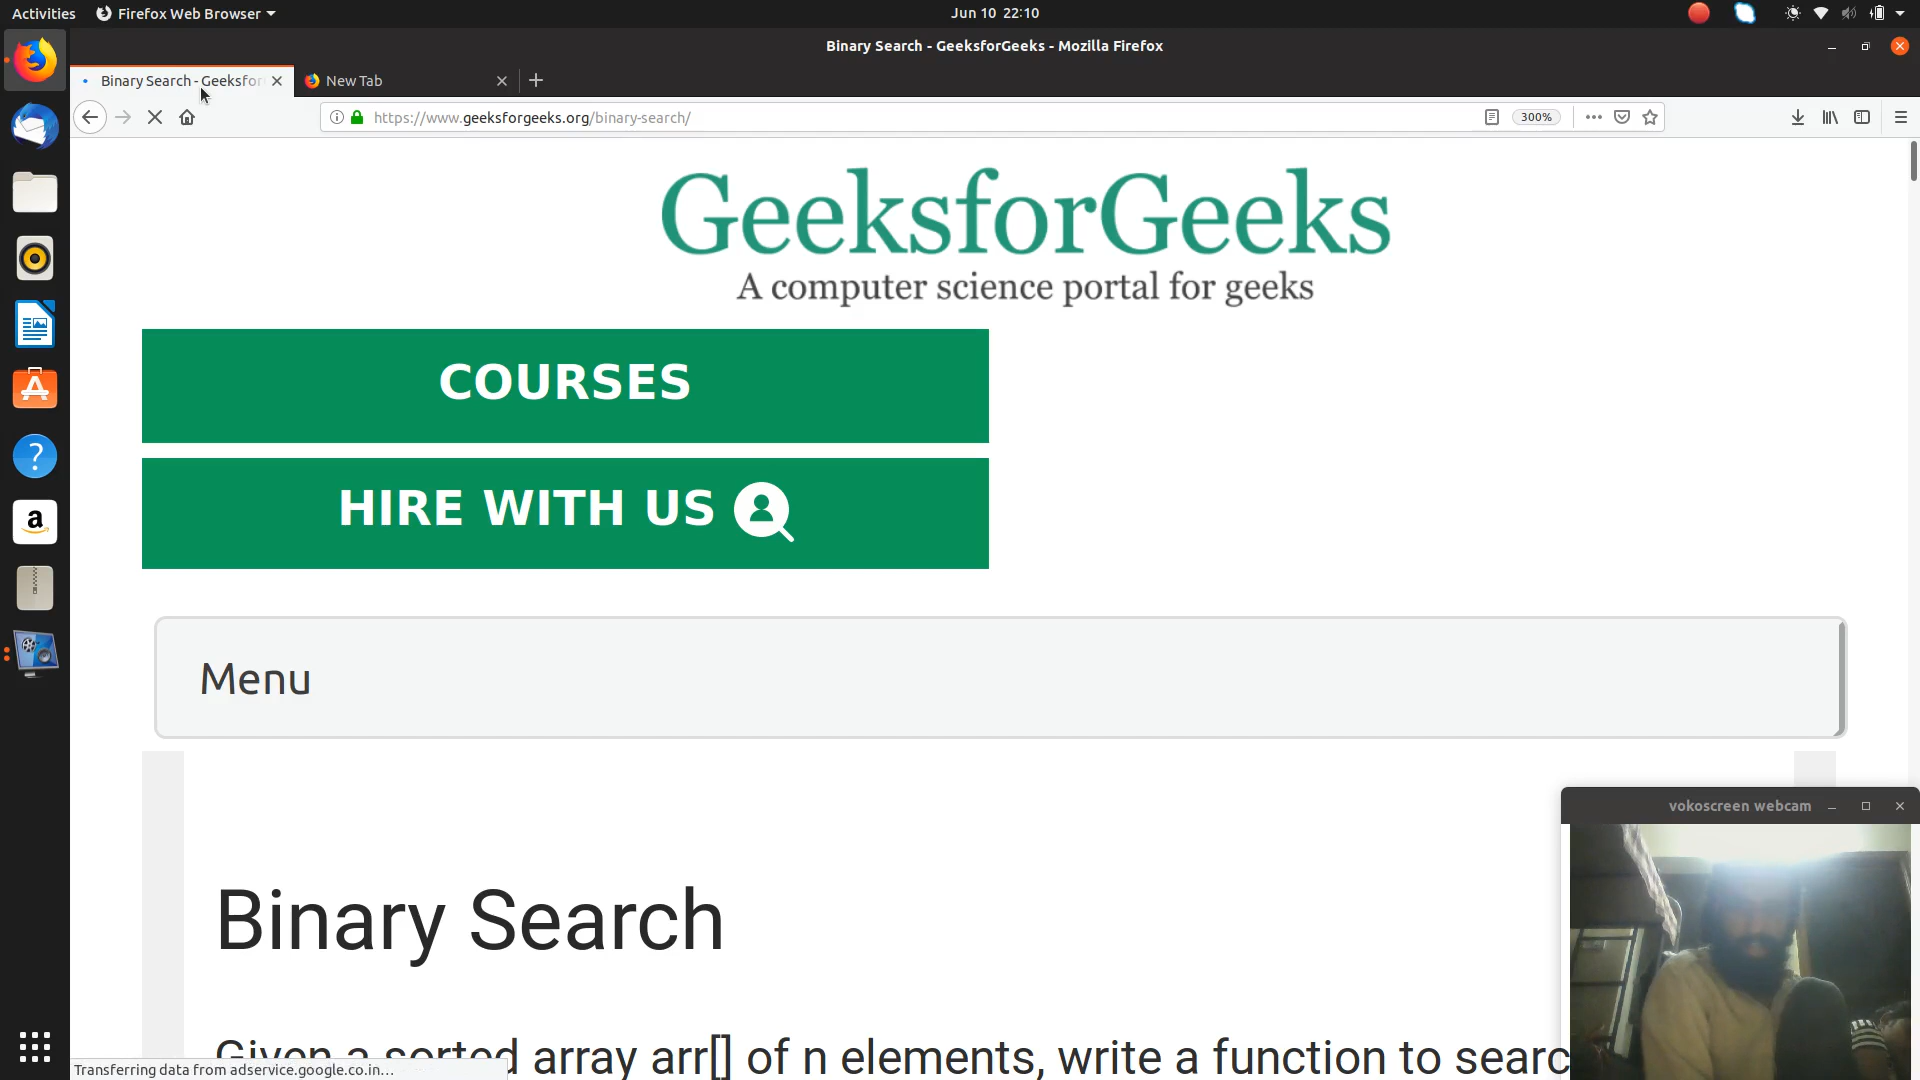 Activities Firefox Web Browser Jun 10 22:10
Binary Search - GeeksforGeeks - Mozilla Firefox
Binary Search - Geeksfor New Tab
https://www.geeksforgeeks.org/binary-search/ 300%
GeeksforGeeks
A computer science portal for geeks
COURSES
HIRE WITH US
Menu
vokoscreen webcam
Binary Search
Given a sorted array arr[] of n elements, write a function to searc
Transferring data from adservice.google.co.in...